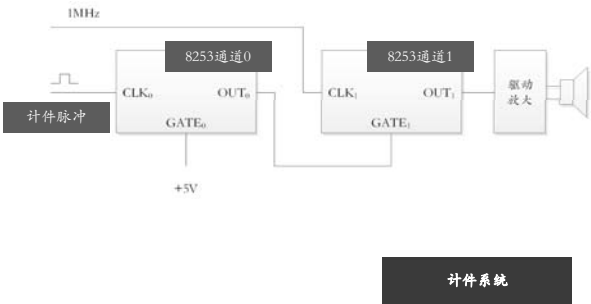 1MHz
8253通道0
8253通道1
CLK₀
OUT₀
CLK₁
OUT₁
驱动
放大
计件脉冲
GATE₀
GATE₁
+5V
计件系统